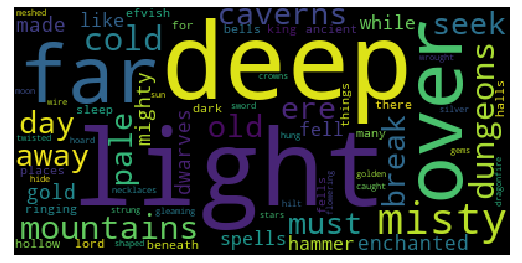 meshed efvish caverns while seek
made like for bells king ancient
cold wrought
far deep over
moon wire crowns sun
sleep dark sword things there halls
mighty ere silver
day old fell many break dungeons
twisted hoard pale dwarves hung
away light
places golden gems
hide necklaces fells flowering caught dragonfire
gold strung gleaming hilt
ringing stars must misty
mountains spells hammer enchanted
hollow lord shaped beneath